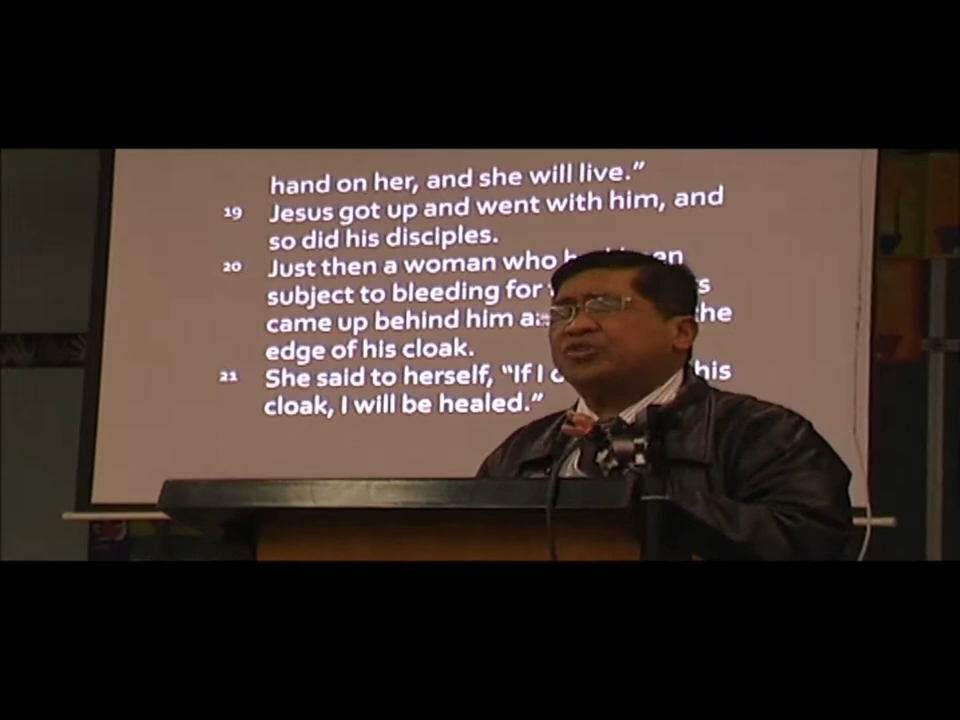 hand on her, and she will live.”
19 Jesus got up and went with him, and
so did his disciples.
20 Just then a woman who
subject to bleeding for
came up behind him the
edge of his cloak.
21 She said to herself, “If I his
cloak, I will be healed.”